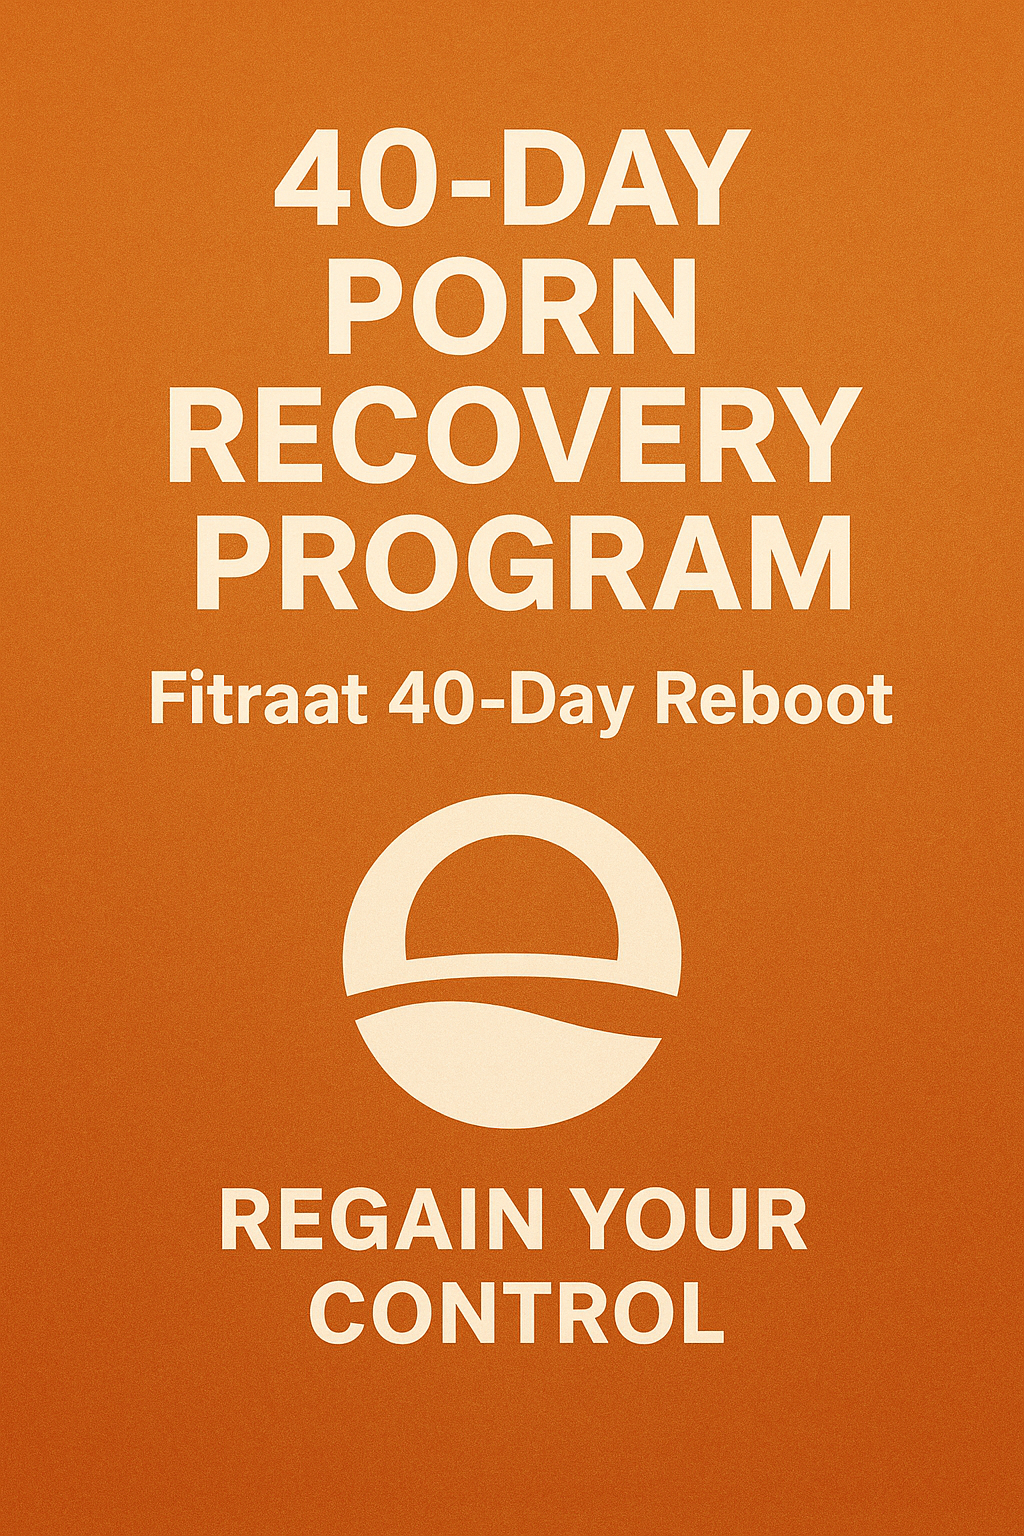 40-DAY
PORN
RECOVERY
PROGRAM
Fitraat 40-Day Reboot
REGAIN YOUR
CONTROL